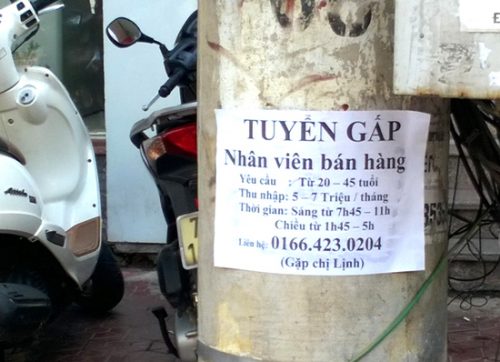 TUYỂN GẤP
Nhân viên bán hàng
Yêu cầu : Từ 20 – 45 tuổi
Thu nhập: 5 – 7 Triệu / tháng
Thời gian: Sáng từ 7h45 – 11h
Chiều từ 1h45 – 5h
Liên hệ: 0166.423.0204
(Gặp chị Lịnh)